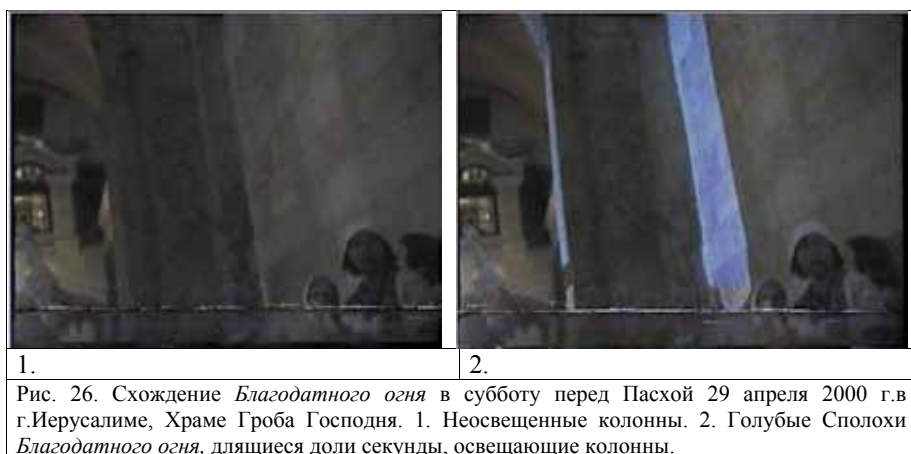 1.
2.
Рис. 26. Схождение Благодатного огня в субботу перед Пасхой 29 апреля 2000 г.в
г.Иерусалиме, Храме Гроба Господня. 1. Неосвещенные колонны. 2. Голубые Сполохи
Благодатного огня, длящиеся доли секунды, освещающие колонны.